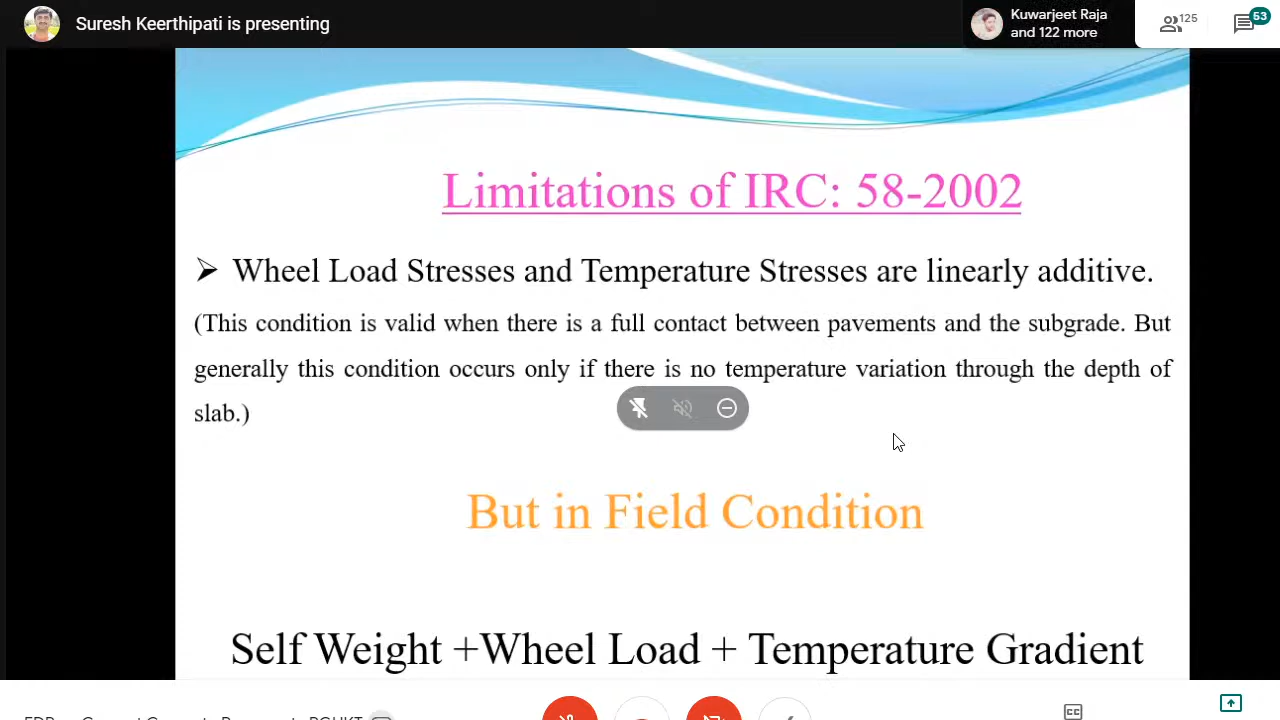 Suresh Keerthipati is presenting
Kuwarjeet Raja
and 122 more
125
53
Limitations of IRC: 58-2002
➢ Wheel Load Stresses and Temperature Stresses are linearly additive.
(This condition is valid when there is a full contact between pavements and the subgrade. But
generally this condition occurs only if there is no temperature variation through the depth of
slab.)
But in Field Condition
Self Weight +Wheel Load + Temperature Gradient
CC